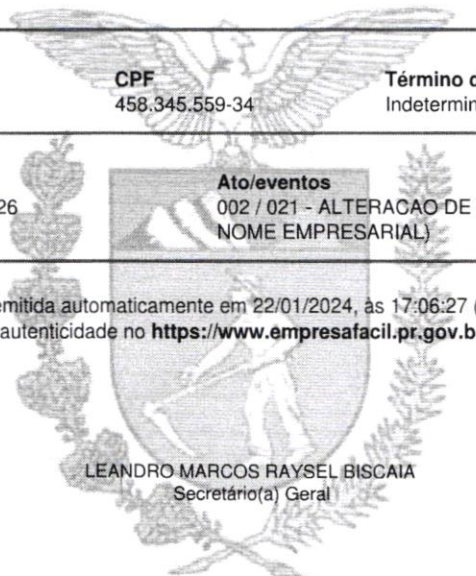 CPF Término d
458.345.559-34 Indetermin
Ato/eventos
26 002 / 021 - ALTERACAO DE
NOME EMPRESARIAL)
emitida automaticamente em 22/01/2024, às 17:06:27 (
autenticidade no https://www.empresafacil.pr.gov.b
LEANDRO MARCOS RAYSEL BISCAIA
Secretário(a) Geral